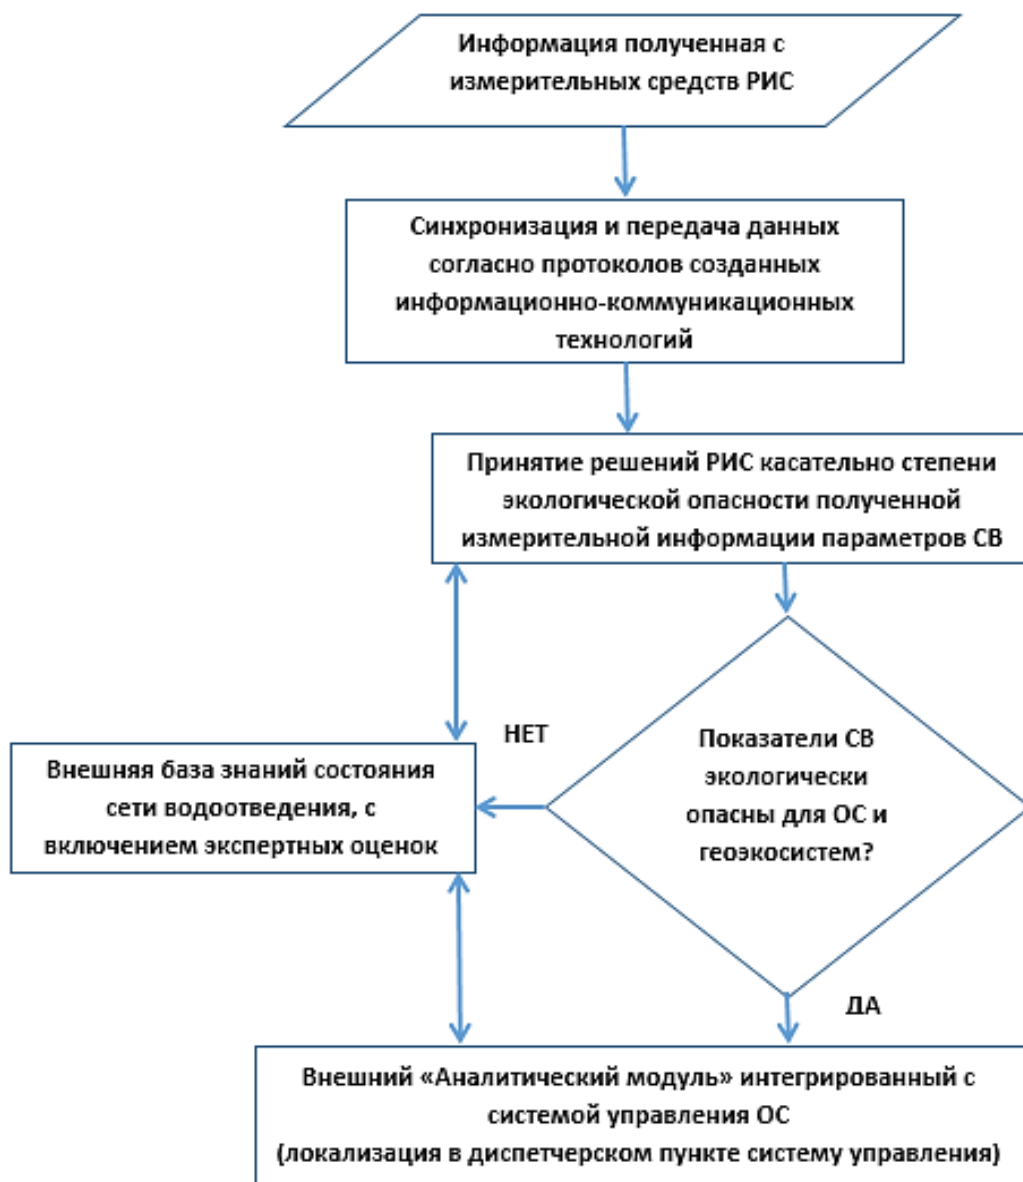 Информация полученная с
измерительных средств РИС
Синхронизация и передача данных
согласно протоколов созданных
информационно-коммуникационных
технологий
Принятие решений РИС касательно степени
экологической опасности полученной
измерительной информации параметров СВ
НЕТ
Показатели СВ
экологически
опасны для ОС и
геоэкосистем?
Внешняя база знаний состояния
сети водоотведения, с
включением экспертных оценок
ДА
Внешний «Аналитический модуль» интегрированный с
системой управления ОС
(локализация в диспетчерском пункте систему управления)